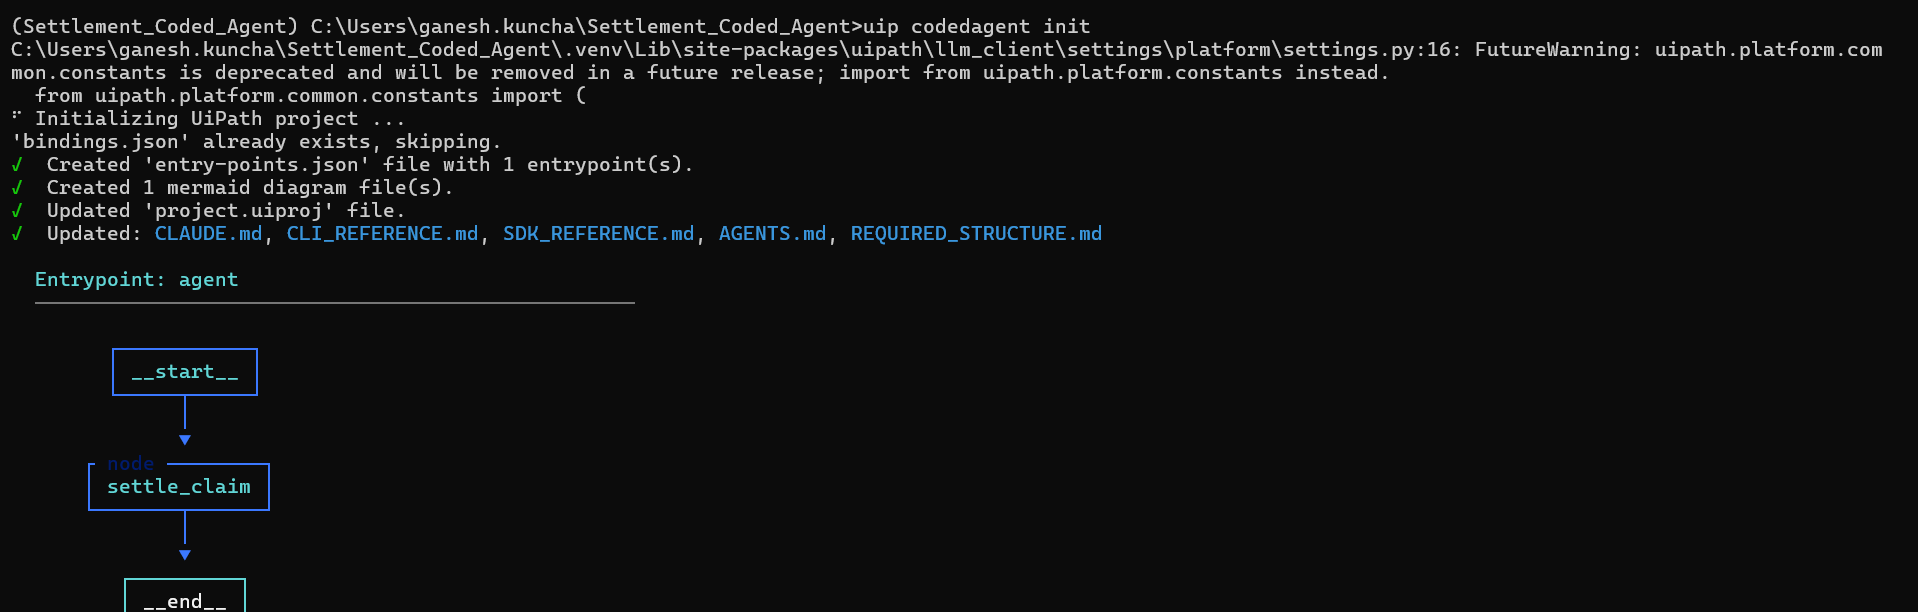 (Settlement_Coded_Agent) C:\Users\ganesh.kuncha\Settlement_Coded_Agent>uip codedagent init
C:\Users\ganesh.kuncha\Settlement_Coded_Agent\.venv\Lib\site-packages\uipath\llm_client\settings\platform\settings.py:16: FutureWarning: uipath.platform.com
mon.constants is deprecated and will be removed in a future release; import from uipath.platform.constants instead.
  from uipath.platform.common.constants import (
⠋ Initializing UiPath project ...
'bindings.json' already exists, skipping.
✓  Created 'entry-points.json' file with 1 entrypoint(s).
✓  Created 1 mermaid diagram file(s).
✓  Updated 'project.uiproj' file.
✓  Updated: CLAUDE.md, CLI_REFERENCE.md, SDK_REFERENCE.md, AGENTS.md, REQUIRED_STRUCTURE.md
Entrypoint: agent
__start__
node
settle_claim
__end__